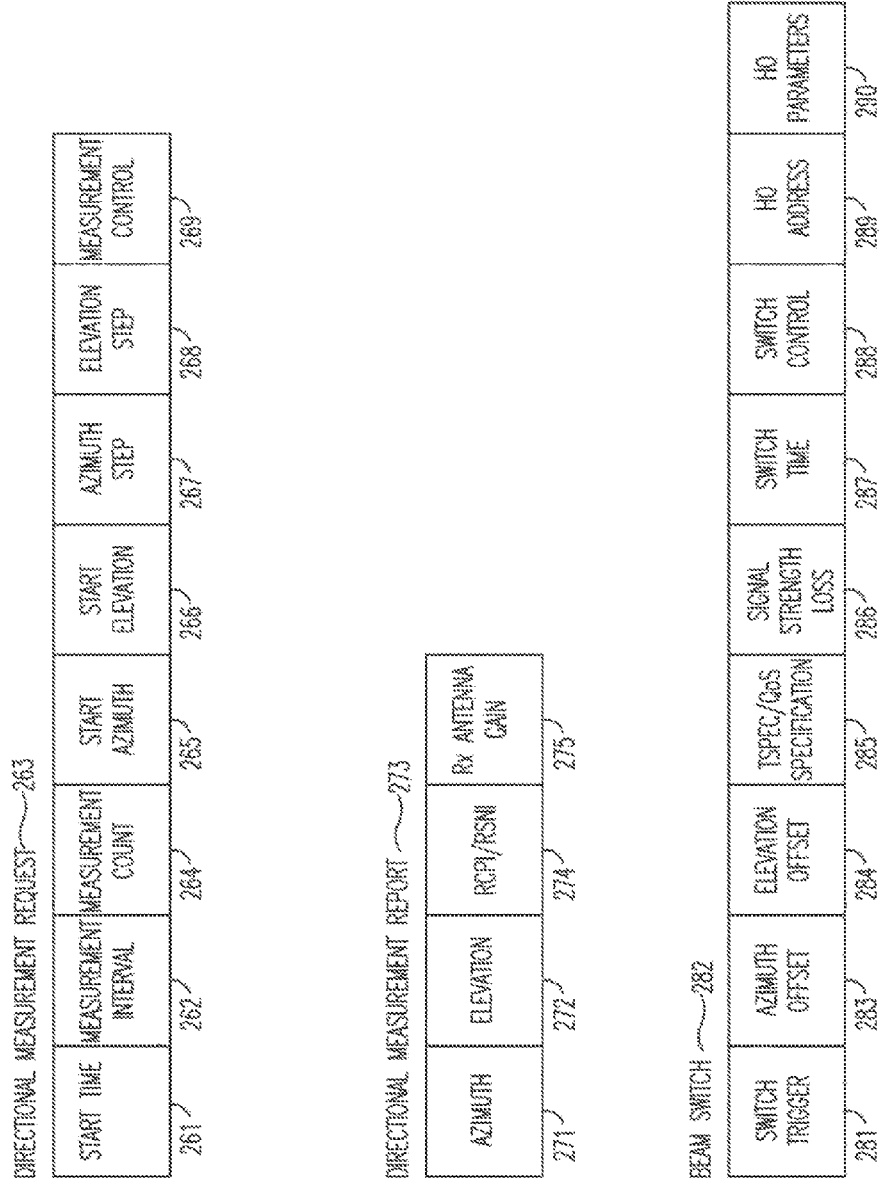 DIRECTIONAL MEASUREMENT REQUEST 263
START TIME
MEASUREMENT
INTERVAL
MEASUREMENT
COUNT
START
AZIMUTH
START
ELEVATION
AZIMUTH
STEP
ELEVATION
STEP
MEASUREMENT
CONTROL
261
262
264
265
266
267
268
269
DIRECTIONAL MEASUREMENT REPORT 273
AZIMUTH
ELEVATION
RCPI/RSNI
Rx ANTENNA
GAIN
271
272
274
275
BEAM SWITCH 282
SWITCH
TRIGGER
AZIMUTH
OFFSET
ELEVATION
OFFSET
TSPEC/QoS
SPECIFICATION
SIGNAL
STRENGTH
LOSS
SWITCH
TIME
SWITCH
CONTROL
HO
ADDRESS
HO
PARAMETERS
281
283
284
285
286
287
288
289
290